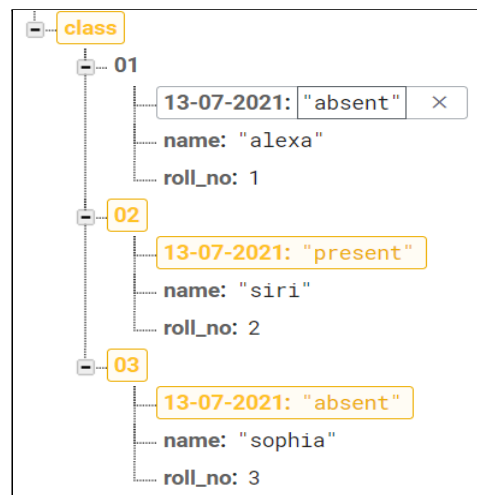 class
01
13-07-2021: "absent" ×
name: "alexa"
roll_no: 1
02
13-07-2021: "present"
name: "siri"
roll_no: 2
03
13-07-2021: "absent"
name: "sophia"
roll_no: 3